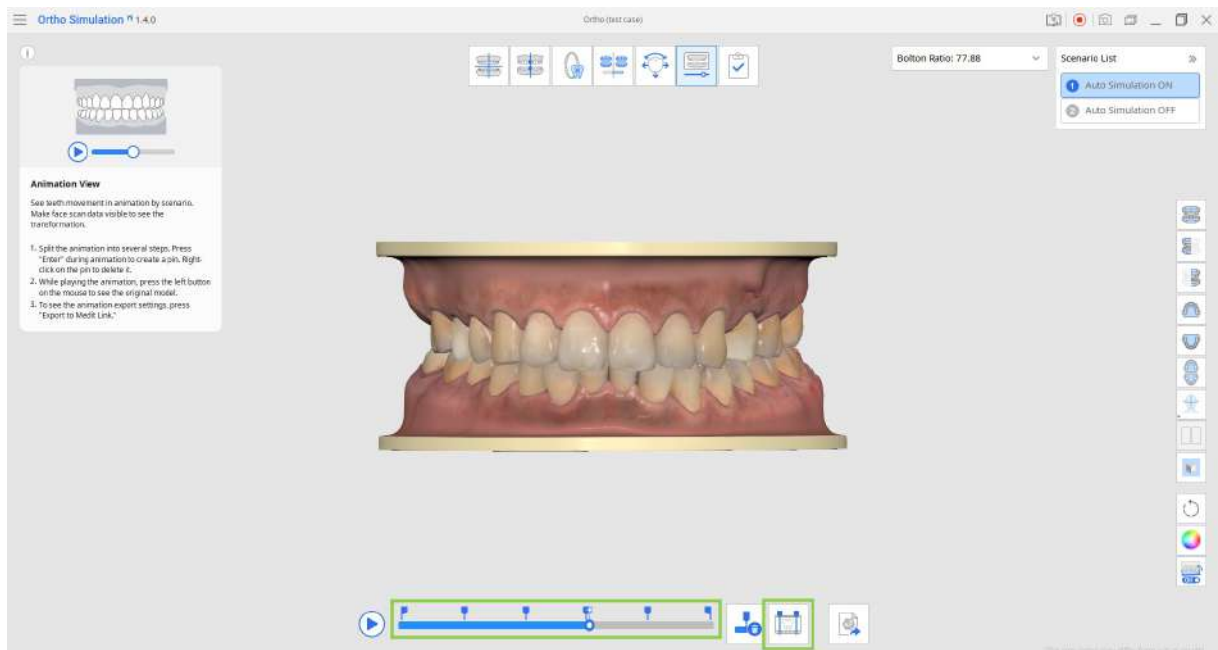 Ortho Simulation 1.4.0
Ortho (test case)
Bolton Ratio: 77.88
Scenario List
1 Auto Simulation ON
2 Auto Simulation OFF
Animation View
See teeth movement in animation by scenario.
Make face scan data visible to see the
transformation.
1. Split the animation into several steps. Press
"Enter" during animation to create a pin. Right-
click on the pin to delete it.
2. While playing the animation, press the left button
on the mouse to see the original model.
3. To see the animation export settings, press
"Export to Medit Link."